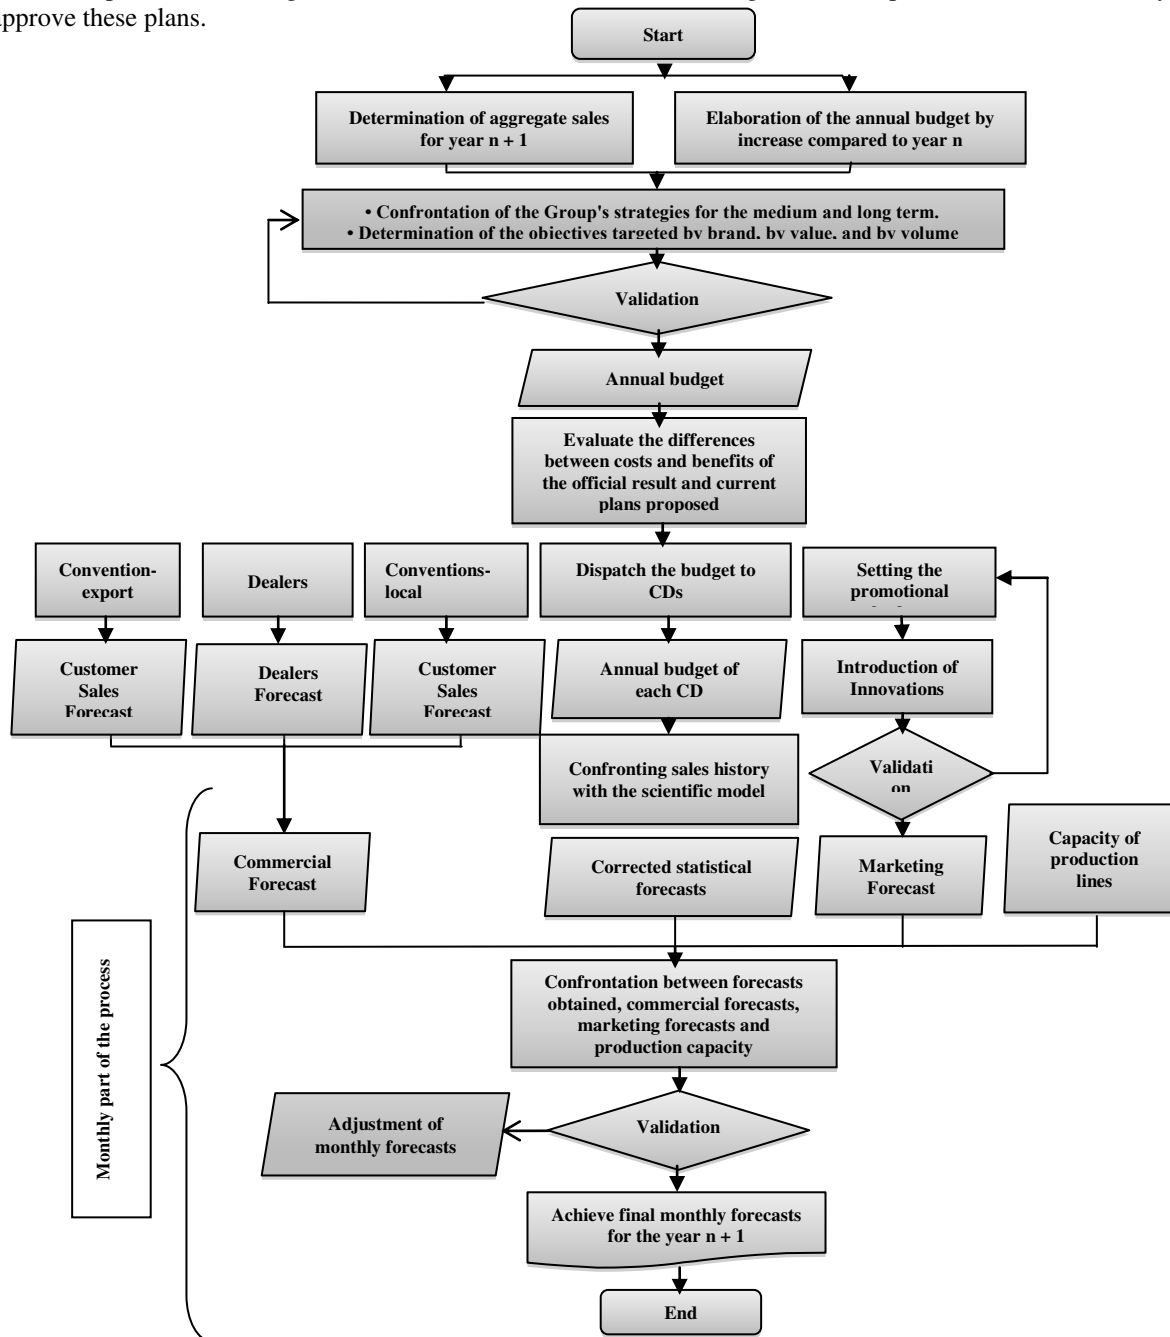 approve these plans.
Start
Determination of aggregate sales
for year n + 1
Elaboration of the annual budget by
increase compared to year n
• Confrontation of the Group's strategies for the medium and long term.
• Determination of the objectives targeted by brand, by value, and by volume
Validation
Annual budget
Evaluate the differences
between costs and benefits of
the official result and current
plans proposed
Convention-
export
Dealers
Conventions-
local
Dispatch the budget to
CDs
Setting the
promotional
Customer
Sales
Forecast
Dealers
Forecast
Customer
Sales
Forecast
Annual budget of
each CD
Introduction of
Innovations
Confronting sales history
with the scientific model
Validati
on
Capacity of
production
lines
Commercial
Forecast
Corrected statistical
forecasts
Marketing
Forecast
Monthly part of the process
Confrontation between forecasts
obtained, commercial forecasts,
marketing forecasts and
production capacity
Adjustment of
monthly forecasts
Validation
Achieve final monthly forecasts
for the year n + 1
End